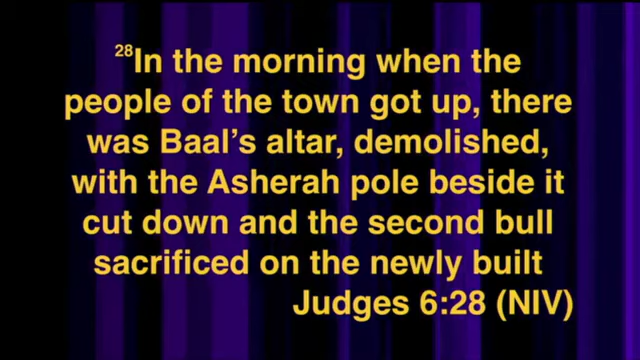 28In the morning when the
people of the town got up, there
was Baal’s altar, demolished,
with the Asherah pole beside it
cut down and the second bull
sacrificed on the newly built
Judges 6:28 (NIV)